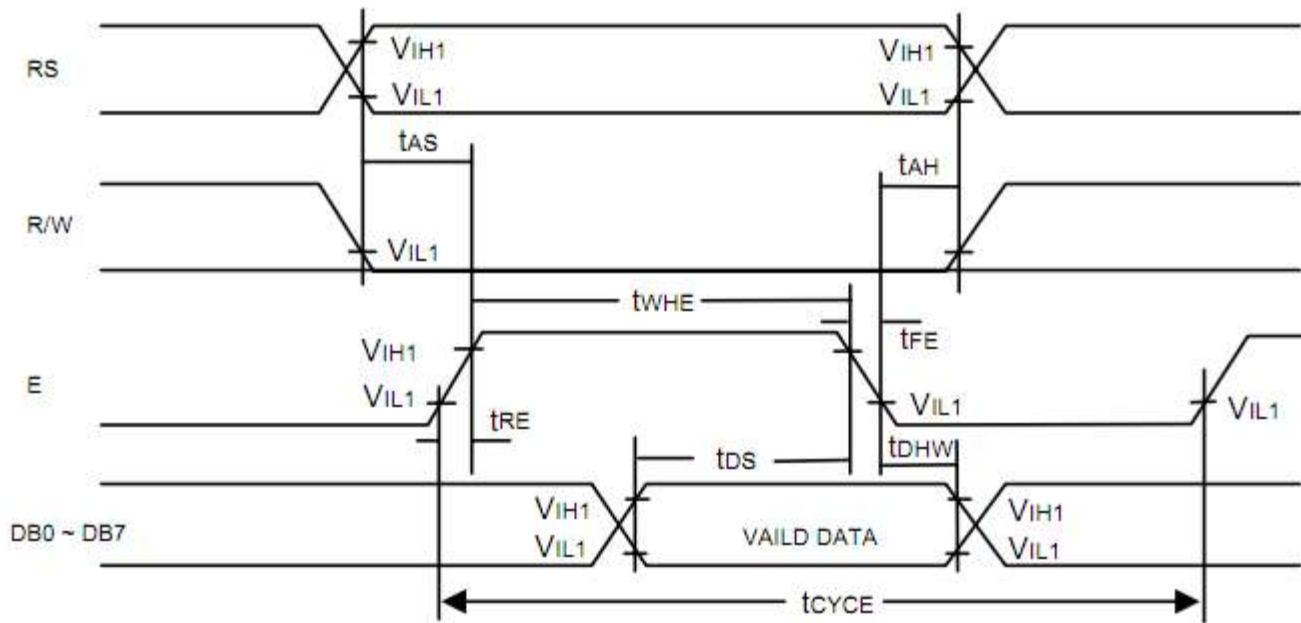 RS
VIH1
VIL1
VIH1
VIL1
tAS
tAH
R/W
VIL1
tWHE
tFE
E
VIH1
VIL1
VIL1
VIL1
tRE
tDS
tDHW
DB0 ~ DB7
VIH1
VIL1
VAILD DATA
VIH1
VIL1
tCYCE